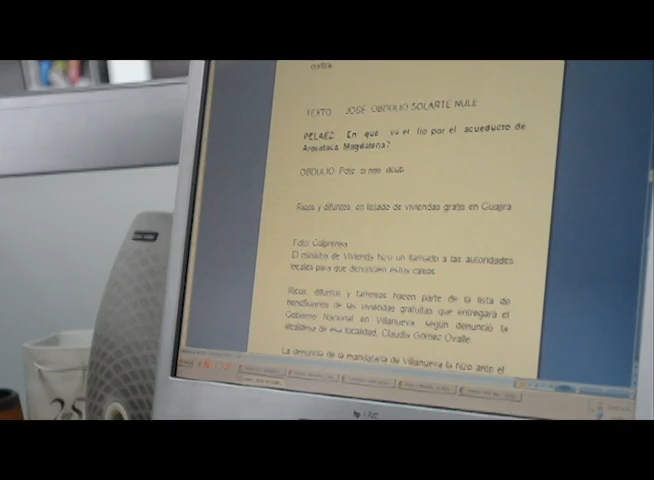 TEXTO JOSE OBDULIO SOLARTE NULE
PELAEZ: En que va el lio por el acueducto de
Aracataca, Magdalena?
OBDULIO:
Ricos y difuntos, en listado de viviendas gratis en Guajira
Foto: Colprensa
El ministro de Vivienda hizo un llamado a las autoridades
locales para que denuncien estos casos
Ricos, difuntos y hacen parte de la lista de
beneficiarios de las viviendas gratuitas que entregará el
Gobierno Nacional en Villanueva, según denunció la
alcaldesa de esa localidad, Claudia Gómez Ovalle.
La denuncia de la mandataria de Villanueva la hizo ante el
hp
25